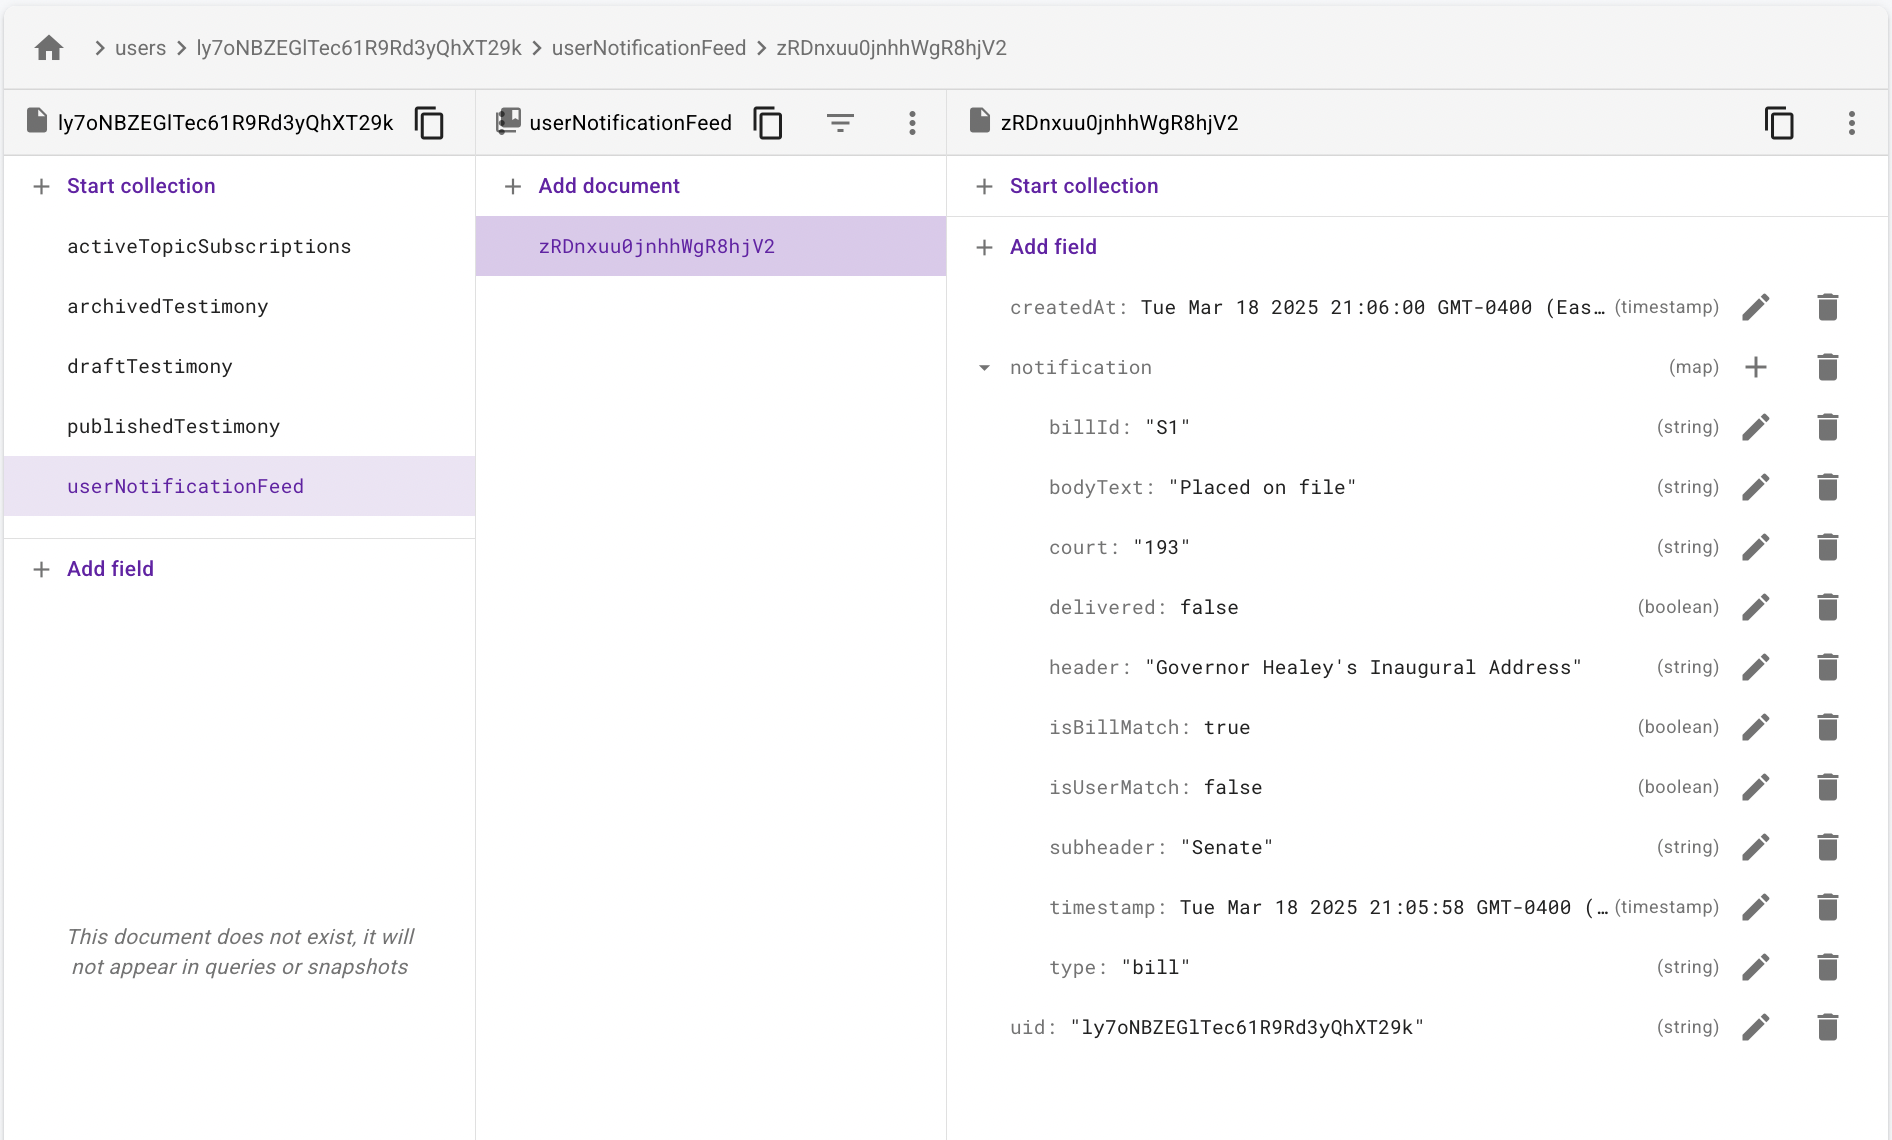 users ly7oNBZEGlTec61R9Rd3yQhXT29k userNotificationFeed zRDnxuu0jnhhWgR8hjV2
ly7oNBZEGlTec61R9Rd3yQhXT29k
Start collection
activeTopicSubscriptions
archivedTestimony
draftTestimony
publishedTestimony
userNotificationFeed
Add field
This document does not exist, it will
not appear in queries or snapshots
userNotificationFeed
Add document
zRDnxuu0jnhhWgR8hjV2
zRDnxuu0jnhhWgR8hjV2
Start collection
Add field
createdAt: Tue Mar 18 2025 21:06:00 GMT-0400 (Eas… (timestamp)
notification (map)
billId: "S1" (string)
bodyText: "Placed on file" (string)
court: "193" (string)
delivered: false (boolean)
header: "Governor Healey's Inaugural Address" (string)
isBillMatch: true (boolean)
isUserMatch: false (boolean)
subheader: "Senate" (string)
timestamp: Tue Mar 18 2025 21:05:58 GMT-0400 (… (timestamp)
type: "bill" (string)
uid: "ly7oNBZEGlTec61R9Rd3yQhXT29k" (string)